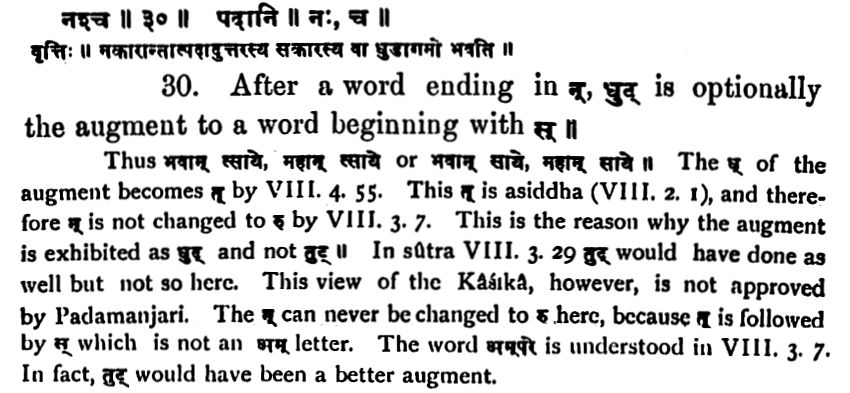 नश्च ॥ ३० ॥ पदानि ॥ नः, च ॥
वृत्तिः ॥ नकारान्तात्पदादुत्तरस्य सकारस्य वा धुडागमो भवति ॥
30. After a word ending in न्, धुट् is optionally
the augment to a word beginning with स् ॥
Thus भवान् त्साये, महान् त्साये or भवान् साये, महान् साये ॥ The ध् of the
augment becomes त् by VIII. 4. 55. This त् is asiddha (VIII. 2. 1), and there-
fore न् is not changed to रु by VIII. 3. 7. This is the reason why the augment
is exhibited as धुट् and not तुट् ॥ In sûtra VIII. 3. 29 तुट् would have done as
well but not so here. This view of the Kâśikâ, however, is not approved
by Padamanjari. The न् can never be changed to रु here, because त् is followed
by स् which is not an अम् letter. The word अम्परे is understood in VIII. 3. 7.
In fact, तुट् would have been a better augment.